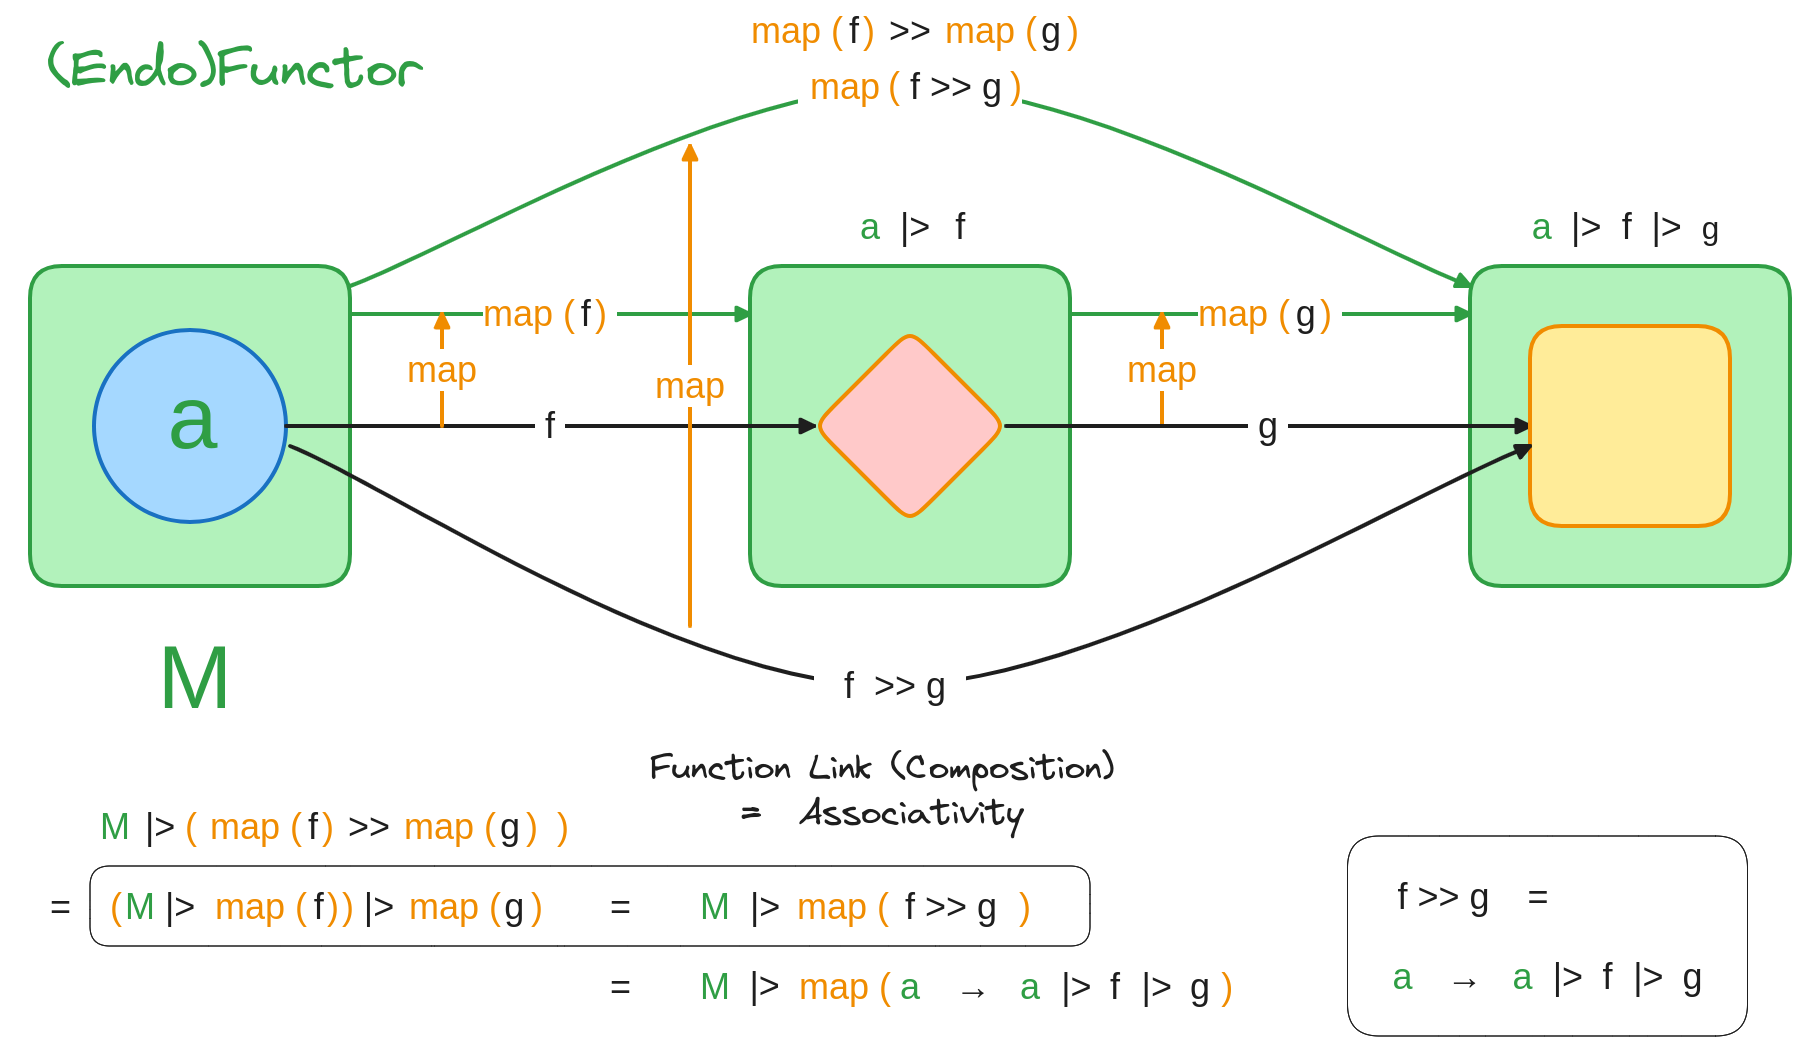 (Endo)Functor
map (f) >> map (g)
map ( f >> g )
a |> f
a |> f |> g
map (f)
map (g)
map
map
map
a
f
g
M
f >> g
Function Link (Composition)
= Associativity
M |> ( map (f) >> map (g) )
= (M |> map (f)) |> map (g) = M |> map ( f >> g )
= M |> map ( a → a |> f |> g )
f >> g =
a → a |> f |> g